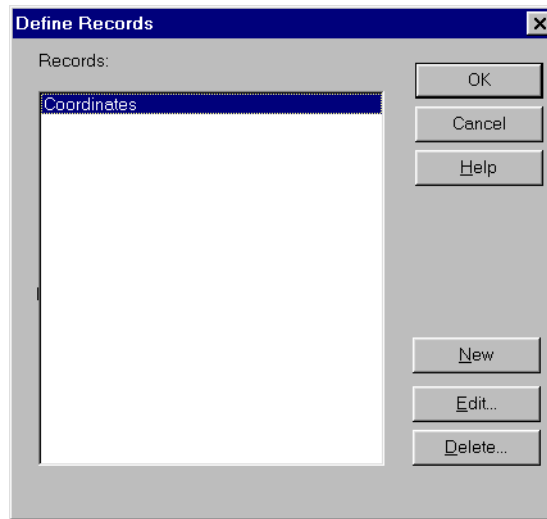 Define Records
Records:
Coordinates
OK
Cancel
Help
New
Edit...
Delete...